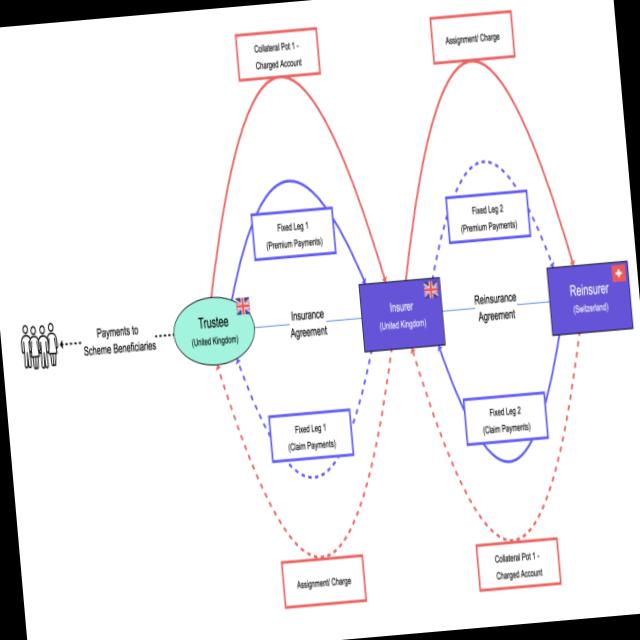 Collateral Pot 1 -
Charged Account
Assignment/ Charge
Fixed Leg 1
(Premium Payments)
Fixed Leg 2
(Premium Payments)
Payments to
Scheme Beneficiaries
Trustee
(United Kingdom)
Insurance
Agreement
Insurer
(United Kingdom)
Reinsurance
Agreement
Reinsurer
(Switzerland)
Fixed Leg 1
(Claim Payments)
Fixed Leg 2
(Claim Payments)
Assignment/ Charge
Collateral Pot 1 -
Charged Account